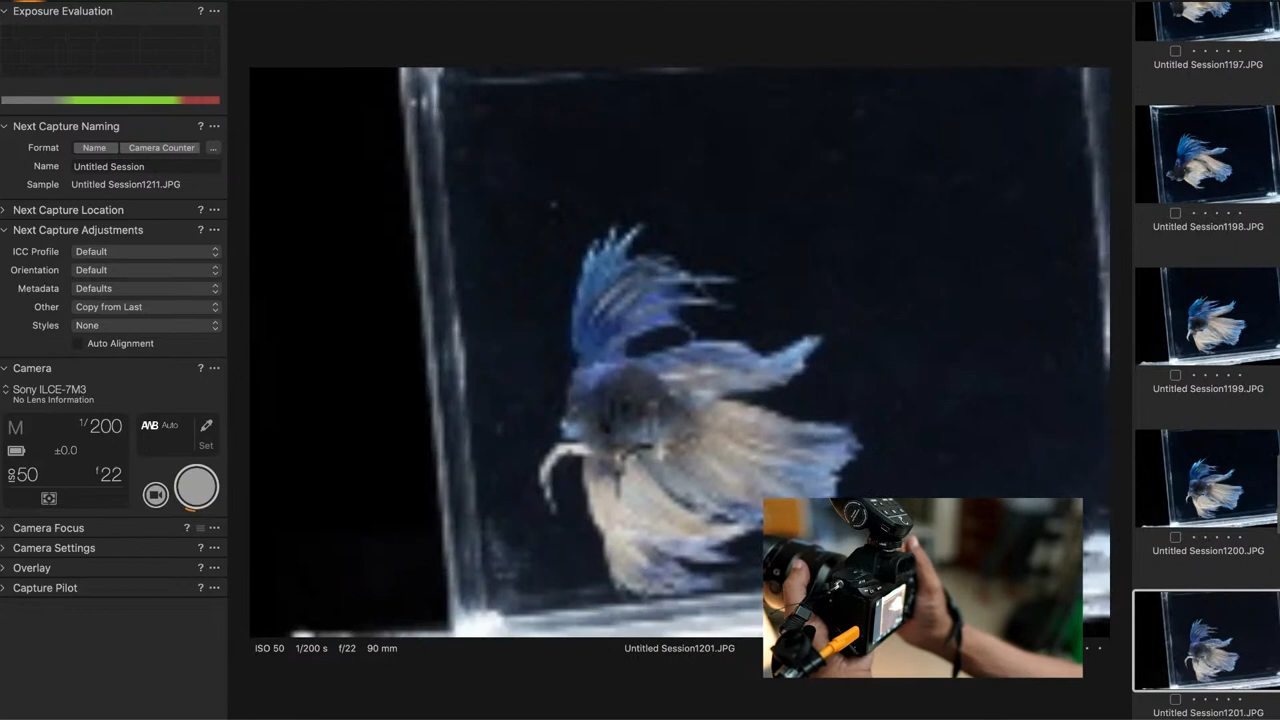 Exposure Evaluation ? ...
Next Capture Naming ? ...
Format Name Camera Counter ...
Name Untitled Session
Sample Untitled Session1211.JPG
Next Capture Location ? ...
Next Capture Adjustments ? ...
ICC Profile Default
Orientation Default
Metadata Defaults
Other Copy from Last
Styles None
Auto Alignment
Camera ? ...
Sony ILCE-7M3
No Lens Information
M 1/200
AWB Auto
±0.0
Set
ISO 50 f22
Camera Focus ? ...
Camera Settings ? ...
Overlay ? ...
Capture Pilot ? ...
ISO 50 1/200 s f/22 90 mm
Untitled Session1201.JPG
Untitled Session1197.JPG
Untitled Session1198.JPG
Untitled Session1199.JPG
Untitled Session1200.JPG
Untitled Session1201.JPG